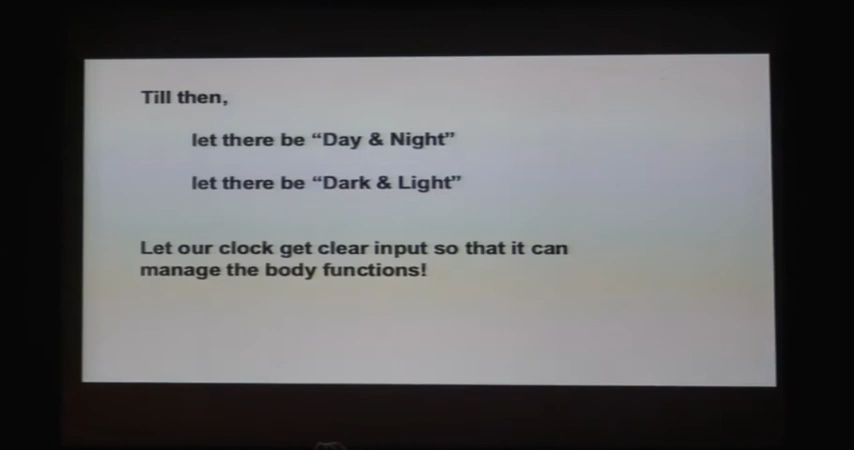 Till then,
let there be “Day & Night”
let there be “Dark & Light”
Let our clock get clear input so that it can
manage the body functions!